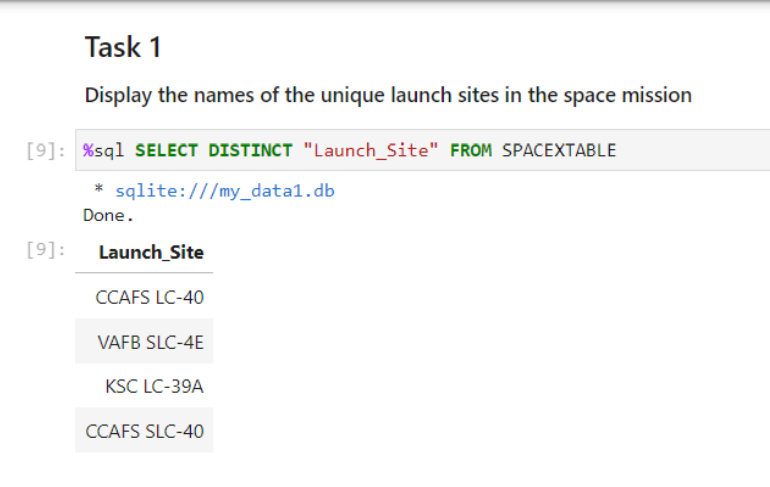 Task 1
Display the names of the unique launch sites in the space mission
[9]: %sql SELECT DISTINCT "Launch_Site" FROM SPACEXTABLE
* sqlite:///my_data1.db
Done.
[9]: Launch_Site
CCAFS LC-40
VAFB SLC-4E
KSC LC-39A
CCAFS SLC-40